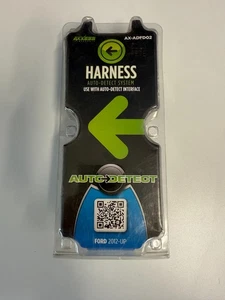 AXXESS
AX-ADFD02
HARNESS
AUTO-DETECT SYSTEM
USE WITH AUTO-DETECT INTERFACE
AUTO DETECT
FORD 2012-UP